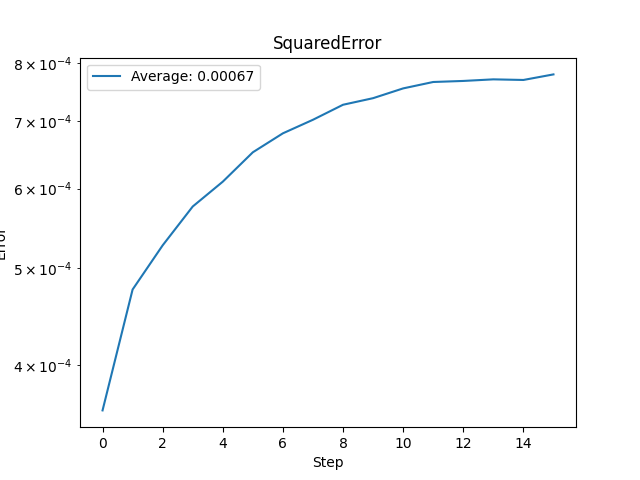 SquaredError
Average: 0.00067
8 × 10⁻⁴
7 × 10⁻⁴
6 × 10⁻⁴
5 × 10⁻⁴
4 × 10⁻⁴
Error
0 2 4 6 8 10 12 14
Step